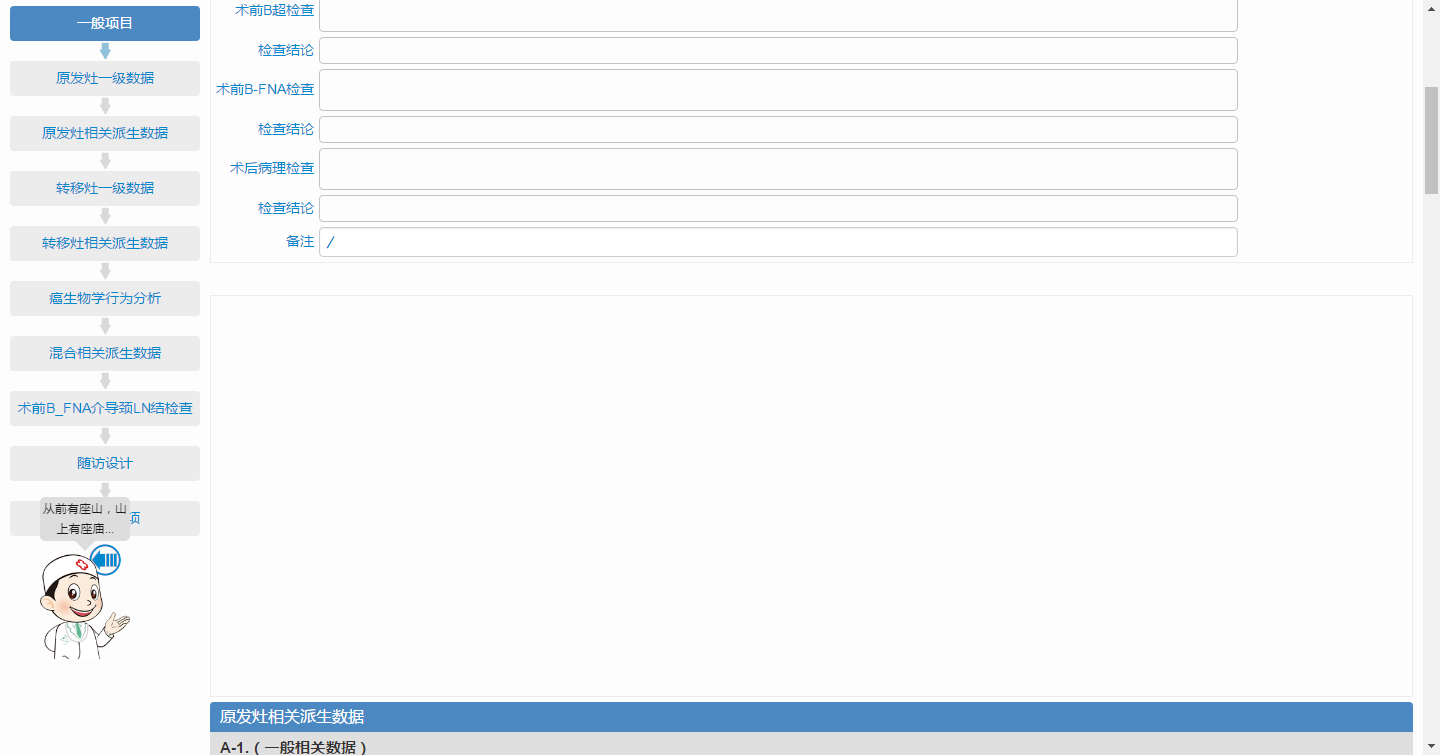 一般项目
原发灶一级数据
原发灶相关派生数据
转移灶一级数据
转移灶相关派生数据
癌生物学行为分析
混合相关派生数据
术前B_FNA介导颈LN结检查
随访设计
项
从前有座山，山
上有座庙...
术前B超检查
检查结论
术前B-FNA检查
检查结论
术后病理检查
检查结论
备注 /
原发灶相关派生数据
A-1.（一般相关数据）